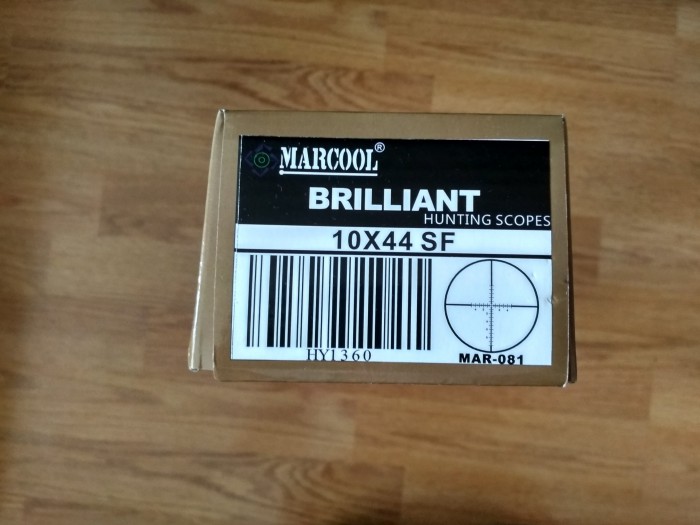 MARCOOL®
BRILLIANT
HUNTING SCOPES
10X44 SF
HY1360
MAR-081